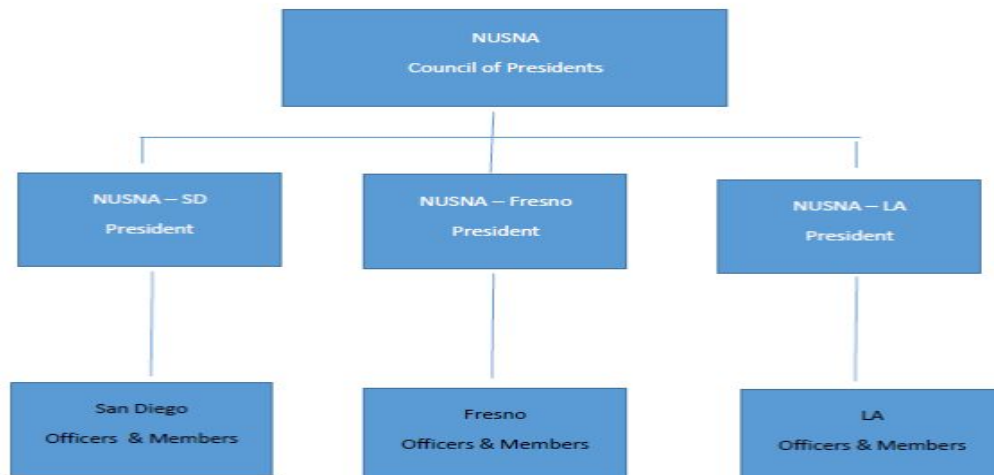 NUSNA
Council of Presidents
NUSNA – SD
President
NUSNA – Fresno
President
NUSNA – LA
President
San Diego
Officers & Members
Fresno
Officers & Members
LA
Officers & Members